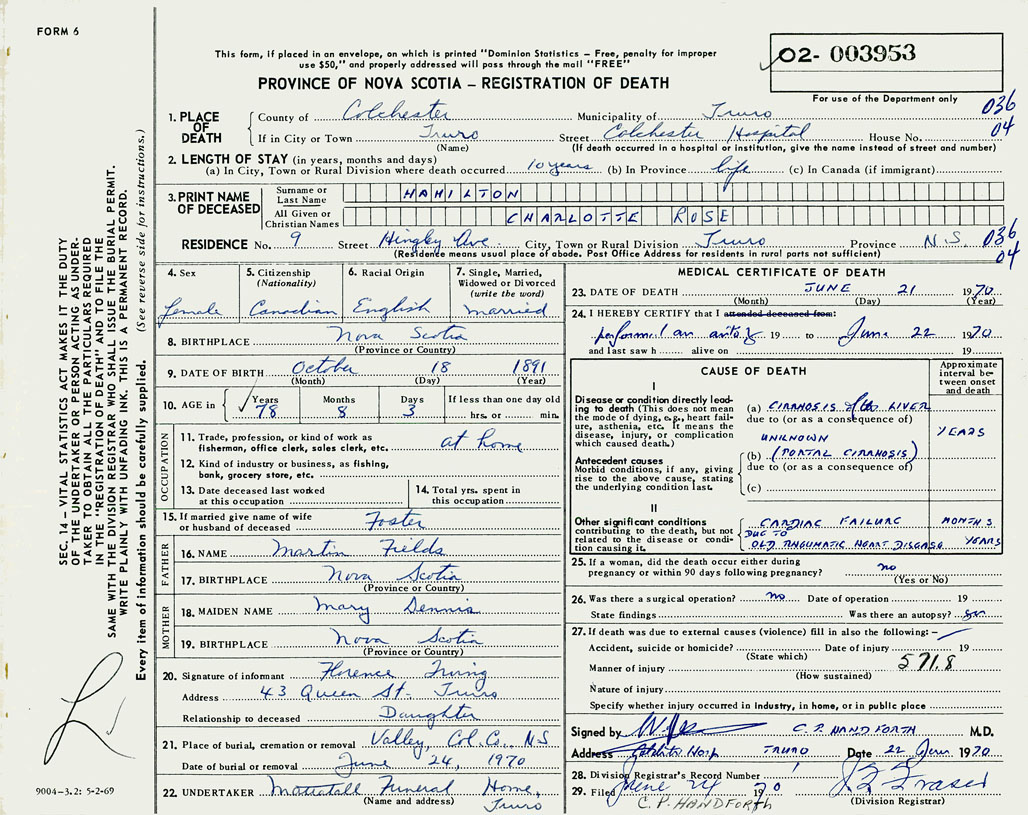 FORM 6
This form, if placed in an envelope, on which is printed "Dominion Statistics – Free, penalty for improper
use $50," and properly addressed will pass through the mail "FREE"
02- 003953
PROVINCE OF NOVA SCOTIA – REGISTRATION OF DEATH
For use of the Department only
1. PLACE OF DEATH
County of Colchester Municipality of Truro 036
If in City or Town Truro Street Colchester Hospital House No. 04
(Name) (If death occurred in a hospital or institution, give the name instead of street and number)
2. LENGTH OF STAY (in years, months and days)
(a) In City, Town or Rural Division where death occurred 10 years (b) In Province life (c) In Canada (if immigrant)
3. PRINT NAME OF DECEASED
Surname or Last Name HAMILTON
All Given or Christian Names CHARLOTTE ROSE
RESIDENCE No. 9 Street Hingley Ave City, Town or Rural Division Truro Province N.S 036
(Residence means usual place of abode. Post Office Address for residents in rural parts not sufficient) 04
4. Sex
female
5. Citizenship
(Nationality)
Canadian
6. Racial Origin
English
7. Single, Married,
Widowed or Divorced
(write the word)
married
8. BIRTHPLACE Nova Scotia
(Province or Country)
9. DATE OF BIRTH October 18 1891
(Month) (Day) (Year)
10. AGE in Years Months Days If less than one day old
78 8 3 hrs. or min.
OCCUPATION
11. Trade, profession, or kind of work as
fisherman, office clerk, sales clerk, etc. at home
12. Kind of industry or business, as fishing,
bank, grocery store, etc.
13. Date deceased last worked
at this occupation
14. Total yrs. spent in
this occupation
15. If married give name of wife
or husband of deceased Foster
FATHER
16. NAME Martin Fields
17. BIRTHPLACE Nova Scotia
(Province or Country)
MOTHER
18. MAIDEN NAME Mary Dennis
19. BIRTHPLACE Nova Scotia
(Province or Country)
20. Signature of informant Florence Irving
Address 43 Queen St. Truro
Relationship to deceased Daughter
21. Place of burial, cremation or removal Valley, Col. Co. NS
Date of burial or removal June 24, 1970
22. UNDERTAKER Mattatall Funeral Home,
(Name and address) Truro
MEDICAL CERTIFICATE OF DEATH
23. DATE OF DEATH JUNE 21 1970
(Month) (Day) (Year)
24. I HEREBY CERTIFY that I attended deceased from:
19 to June 22 1970
and last saw h alive on 19
CAUSE OF DEATH
Approximate
interval be-
tween onset
and death
I
Disease or condition directly lead-
ing to death (This does not mean
the mode of dying, e.g., heart fail-
ure, asthenia, etc. It means the
disease, injury, or complication
which caused death.)
(a) CIRRHOSIS of the LIVER
due to (or as a consequence of)
UNKNOWN YEARS
Antecedent causes
Morbid conditions, if any, giving
rise to the above cause, stating
the underlying condition last.
(b) (PORTAL CIRRHOSIS)
due to (or as a consequence of)
(c)
II
Other significant conditions
contributing to the death, but not
related to the disease or condi-
tion causing it.
CARDIAC FAILURE MONTHS
DUE TO
OLD RHEUMATIC HEART DISEASE YEARS
25. If a woman, did the death occur either during
pregnancy or within 90 days following pregnancy? no
(Yes or No)
26. Was there a surgical operation? no Date of operation 19
State findings Was there an autopsy?
27. If death was due to external causes (violence) fill in also the following: –
Accident, suicide or homicide? Date of injury 19
(State which) 571.8
Manner of injury
(How sustained)
Nature of injury
Specify whether injury occurred in industry, in home, or in public place
Signed by C. P. HANDFORTH M.D.
Address Hosp TRURO Date 22 June 1970
28. Division Registrar's Record Number
29. Filed June 24 1970
C. P. HANDFORTH (Division Registrar)
SEC. 14 – VITAL STATISTICS ACT MAKES IT THE DUTY
OF THE UNDERTAKER OR PERSON ACTING AS UNDER-
TAKER TO OBTAIN ALL THE PARTICULARS REQUIRED
IN THE "REGISTRATION OF DEATH" AND TO FILE THE
SAME WITH THE DIVISION REGISTRAR WHO SHALL ISSUE THE BURIAL PERMIT.
WRITE PLAINLY WITH UNFADING INK. THIS IS A PERMANENT RECORD.
Every item of information should be carefully supplied. (See reverse side for instructions.)
9004-3.2: 5-2-69